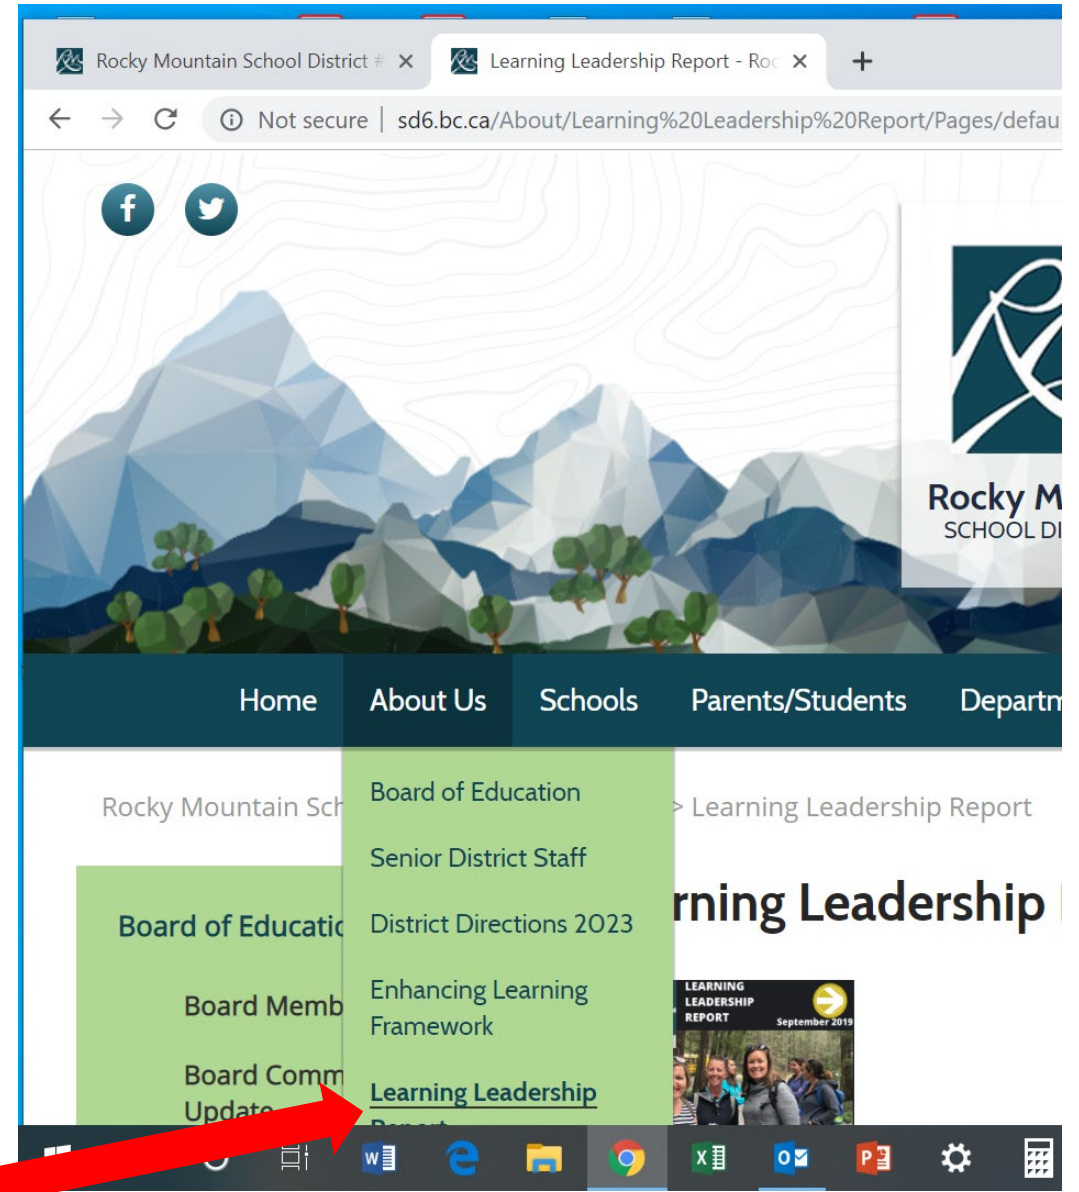 Rocky Mountain School District #
Learning Leadership Report - Roc
Not secure | sd6.bc.ca/About/Learning%20Leadership%20Report/Pages/defau
Rocky M
SCHOOL DI
Home About Us Schools Parents/Students Departm
Rocky Mountain Sch > Learning Leadership Report
Board of Education
Senior District Staff
District Directions 2023
Enhancing Learning
Framework
Learning Leadership
Report
rning Leadership
Board of Educatio
Board Memb
Board Comm
Update
LEARNING
LEADERSHIP
REPORT
September 2019